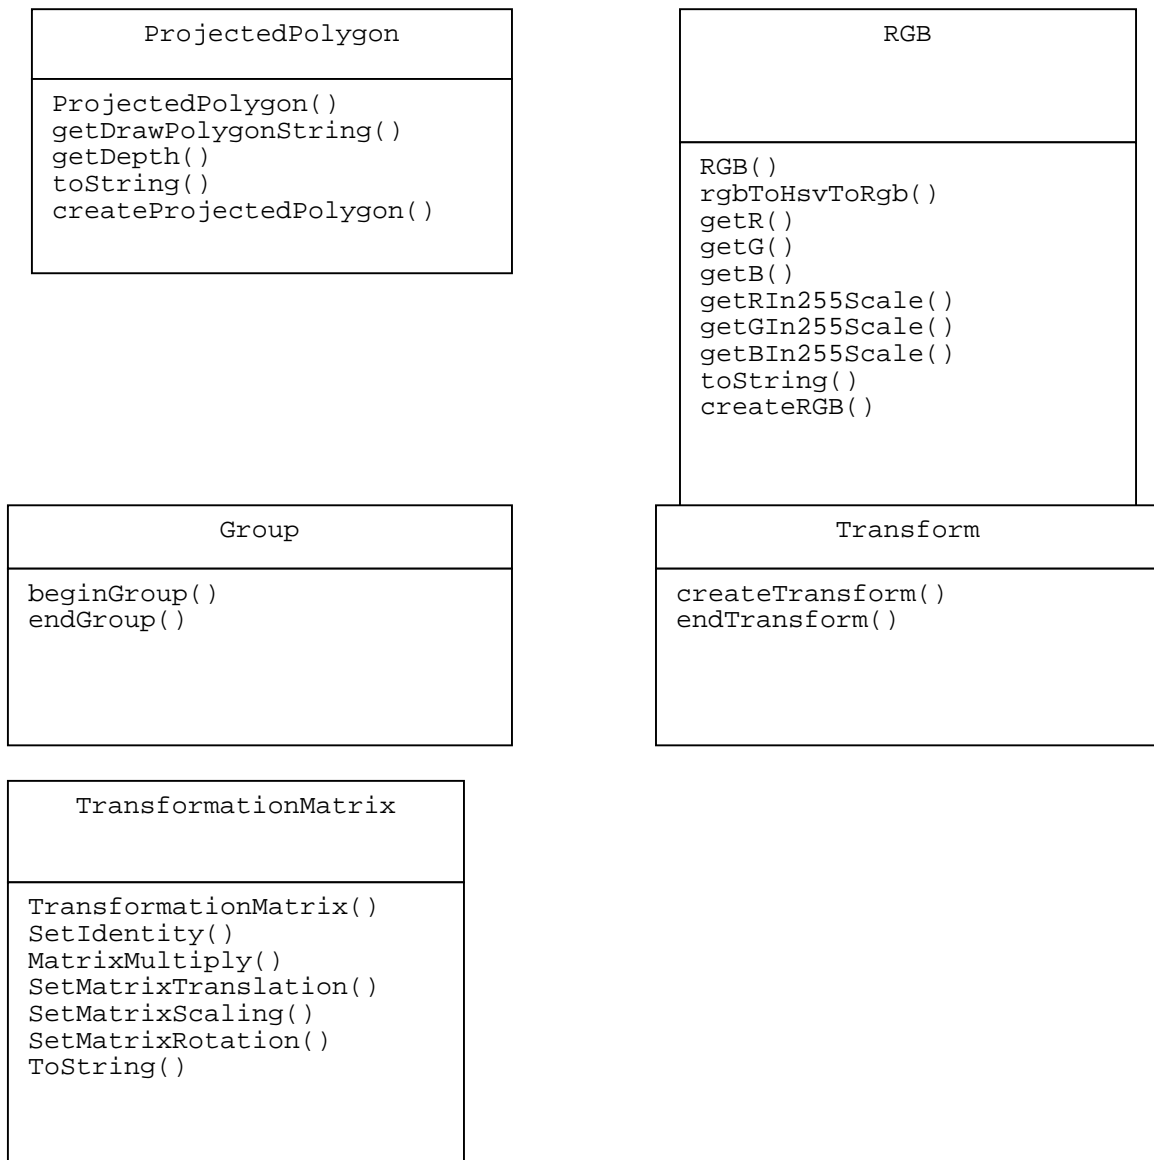 ProjectedPolygon
ProjectedPolygon()
getDrawPolygonString()
getDepth()
toString()
createProjectedPolygon()
RGB
RGB()
rgbToHsvToRgb()
getR()
getG()
getB()
getRIn255Scale()
getGIn255Scale()
getBIn255Scale()
toString()
createRGB()
Group
beginGroup()
endGroup()
Transform
createTransform()
endTransform()
TransformationMatrix
TransformationMatrix()
SetIdentity()
MatrixMultiply()
SetMatrixTranslation()
SetMatrixScaling()
SetMatrixRotation()
ToString()